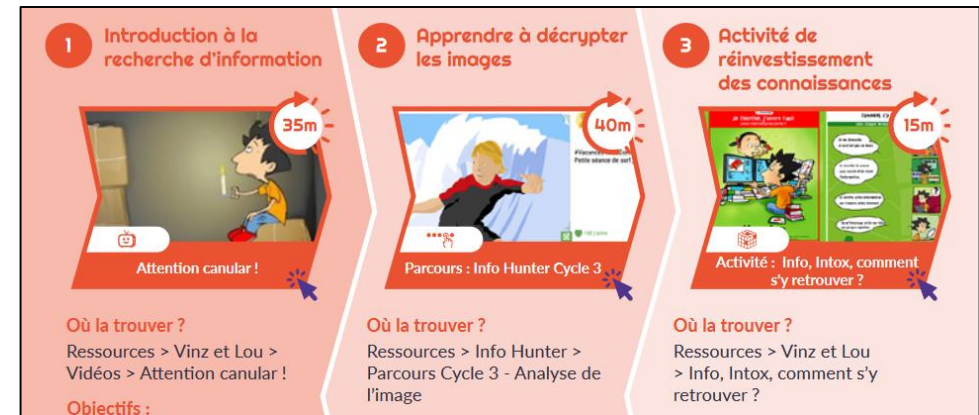 1
Introduction à la
recherche d'information
35m
Attention canular !
Où la trouver ?
Ressources > Vinz et Lou >
Vidéos > Attention canular !
Objectifs :
2
Apprendre à décrypter
les images
40m
Petite séance de surf
Parcours : Info Hunter Cycle 3
Où la trouver ?
Ressources > Info Hunter >
Parcours Cycle 3 - Analyse de
l'image
3
Activité de
réinvestissement
des connaissances
15m
Activité : Info, Intox, comment
s'y retrouver ?
Où la trouver ?
Ressources > Vinz et Lou
> Info, Intox, comment s'y
retrouver ?